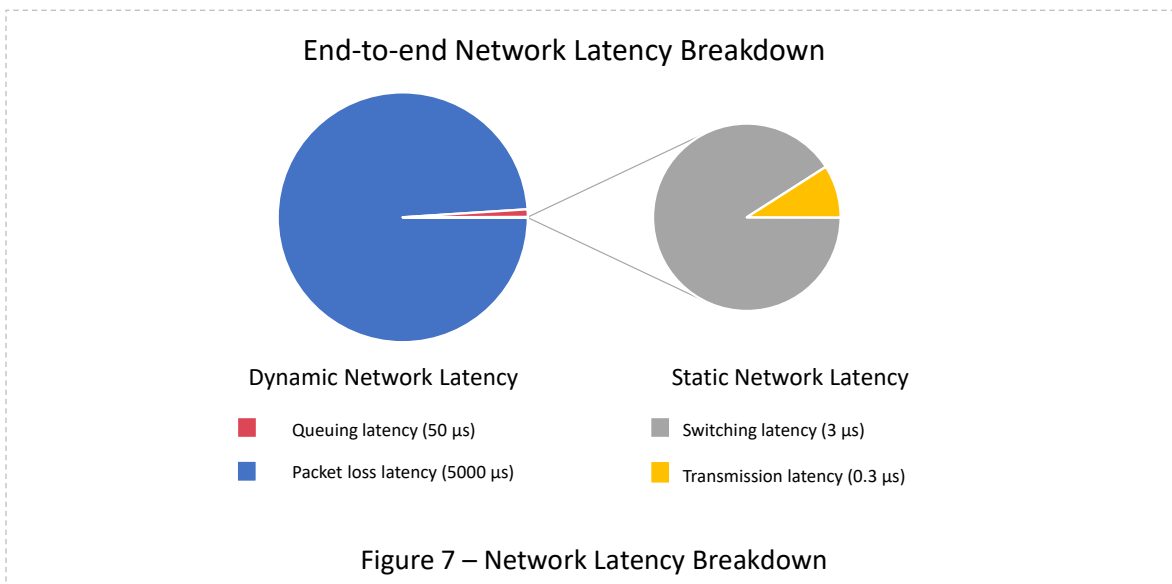 End-to-end Network Latency Breakdown
Dynamic Network Latency
Queuing latency (50 μs)
Packet loss latency (5000 μs)
Static Network Latency
Switching latency (3 μs)
Transmission latency (0.3 μs)
Figure 7 – Network Latency Breakdown